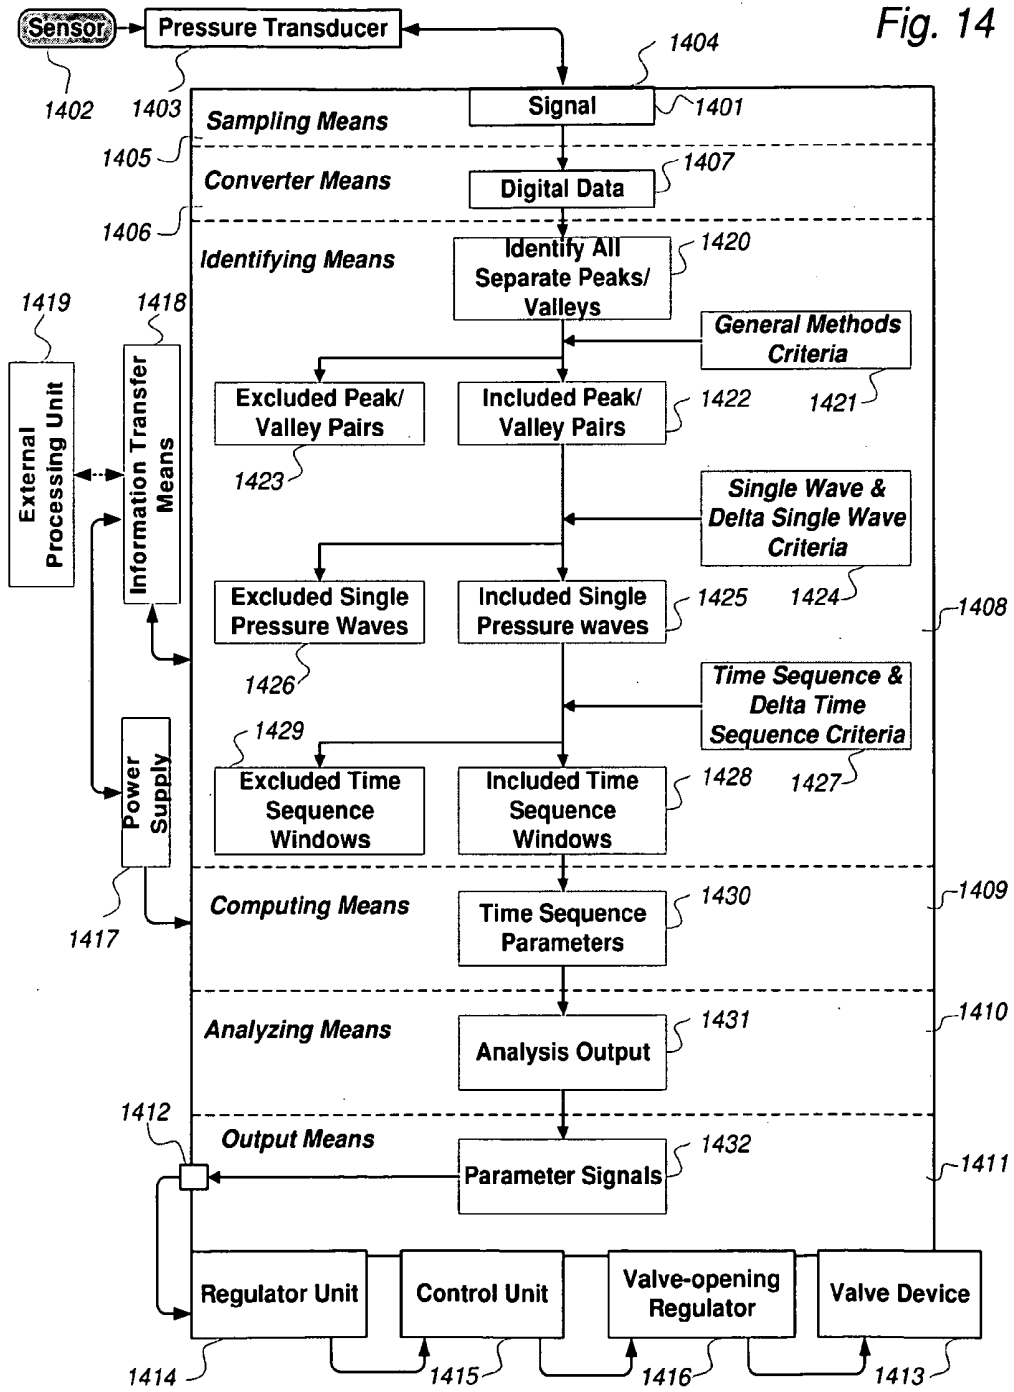 Fig. 14
Sensor
Pressure Transducer
1402
1403
1404
Signal
1401
Sampling Means
1405
1407
Converter Means
Digital Data
1406
Identifying Means
Identify All
Separate Peaks/
Valleys
1420
1419
1418
General Methods
Criteria
1421
External
Processing Unit
Information Transfer
Means
Excluded Peak/
Valley Pairs
Included Peak/
Valley Pairs
1422
1423
Single Wave &
Delta Single Wave
Criteria
1424
Excluded Single
Pressure Waves
Included Single
Pressure waves
1425
1408
1426
Time Sequence &
Delta Time
Sequence Criteria
1427
1429
Power
Supply
Excluded Time
Sequence
Windows
Included Time
Sequence
Windows
1428
1417
Computing Means
Time Sequence
Parameters
1430
1409
Analyzing Means
Analysis Output
1431
1410
1412
Output Means
Parameter Signals
1432
1411
Regulator Unit
Control Unit
Valve-opening
Regulator
Valve Device
1414
1415
1416
1413